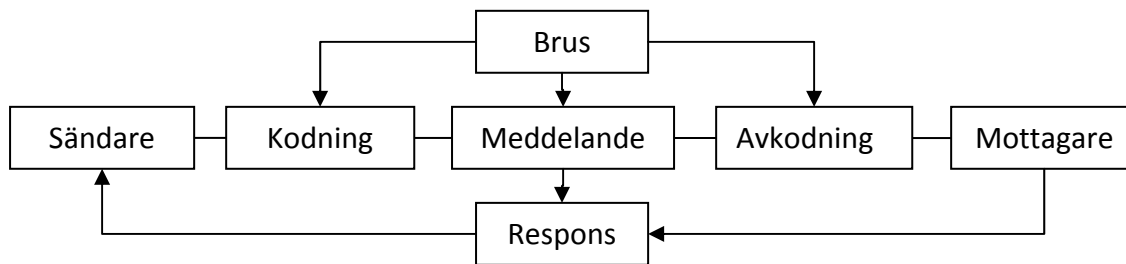 Brus
Sändare
Kodning
Meddelande
Avkodning
Mottagare
Respons